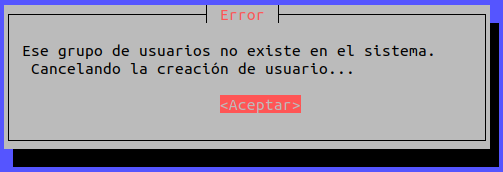 Error
Ese grupo de usuarios no existe en el sistema.
Cancelando la creación de usuario...
<Aceptar>